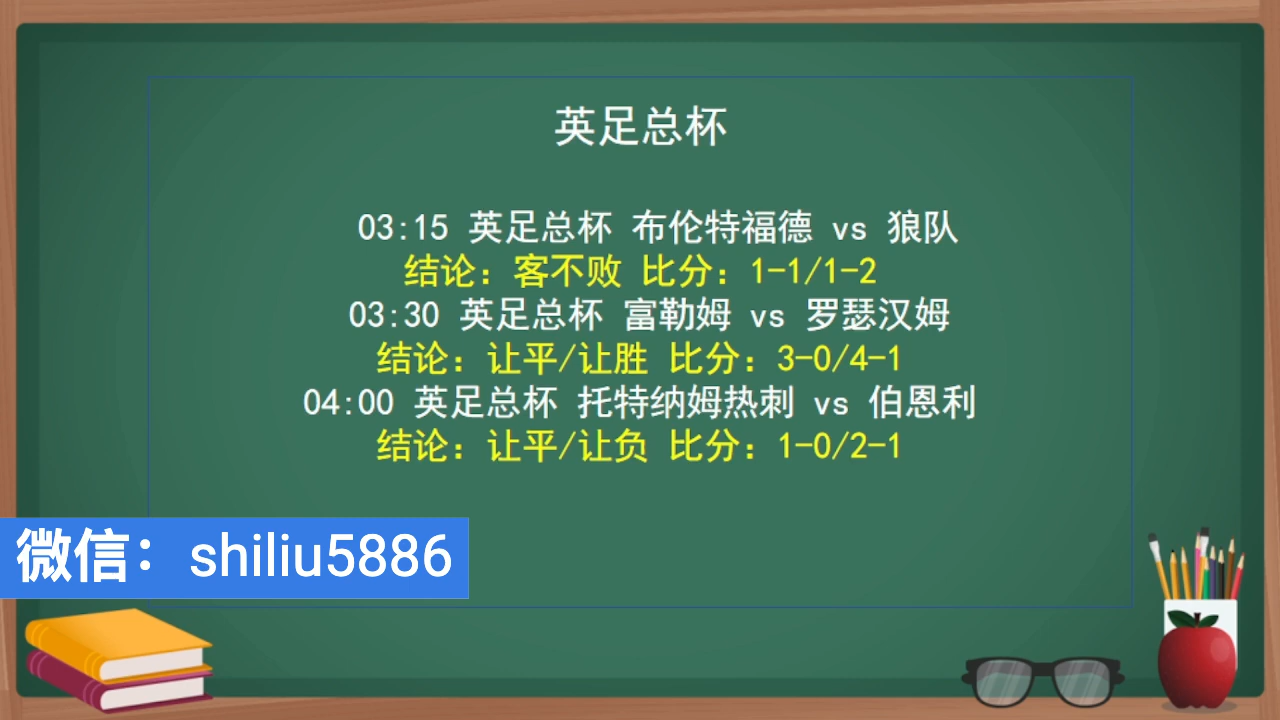 英足总杯
03:15 英足总杯 布伦特福德 vs 狼队
结论：客不败 比分：1-1/1-2
03:30 英足总杯 富勒姆 vs 罗瑟汉姆
结论：让平/让胜 比分：3-0/4-1
04:00 英足总杯 托特纳姆热刺 vs 伯恩利
结论：让平/让负 比分：1-0/2-1
微信：shiliu5886